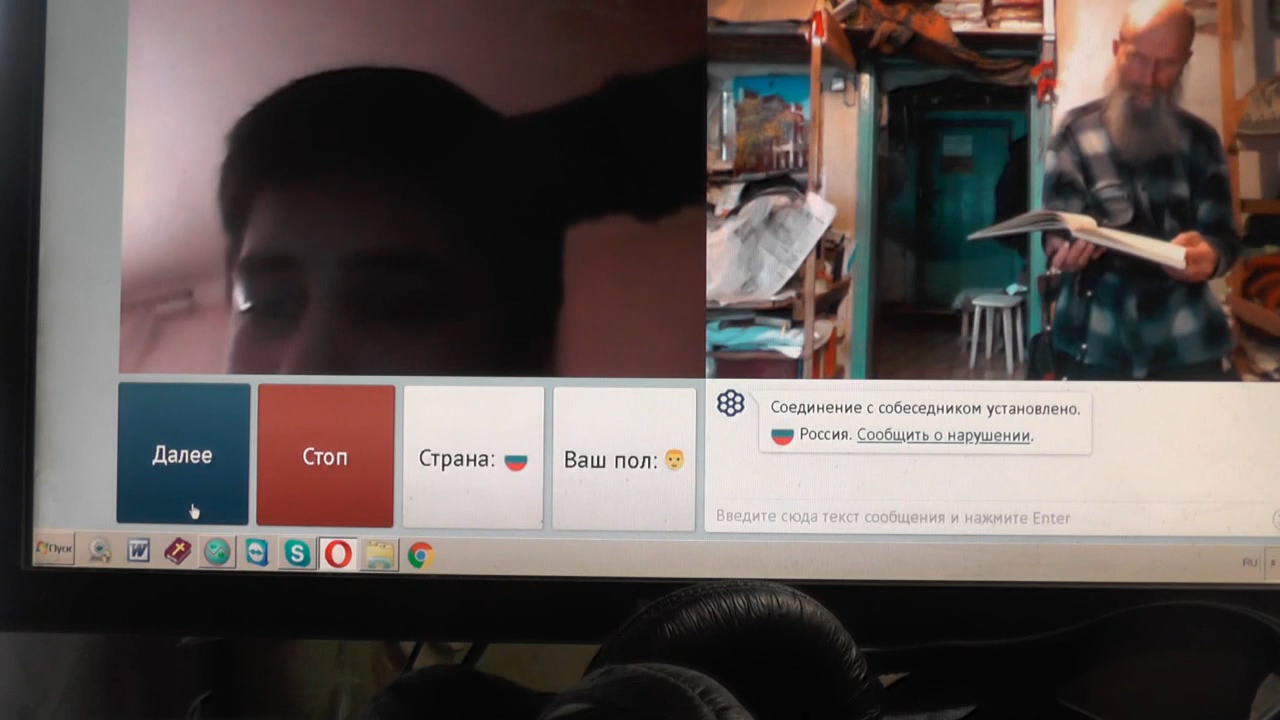 Далее
Стоп
Страна:
Ваш пол:
Соединение с собеседником установлено.
Россия. Сообщить о нарушении.
Введите сюда текст сообщения и нажмите Enter
Пуск
RU